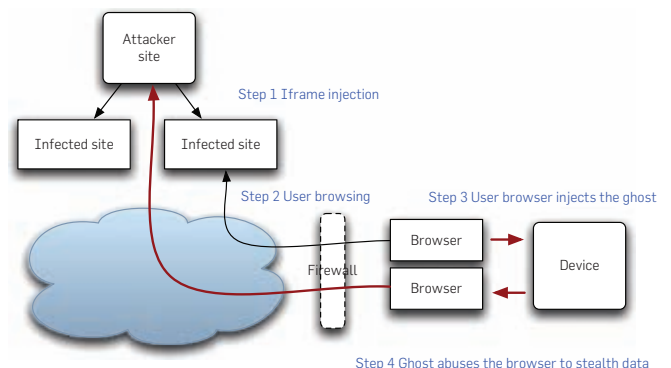 Attacker
site
Step 1 Iframe injection
Infected site
Infected site
Step 2 User browsing
Step 3 User browser injects the ghost
Browser
Firewall
Device
Browser
Step 4 Ghost abuses the browser to stealth data